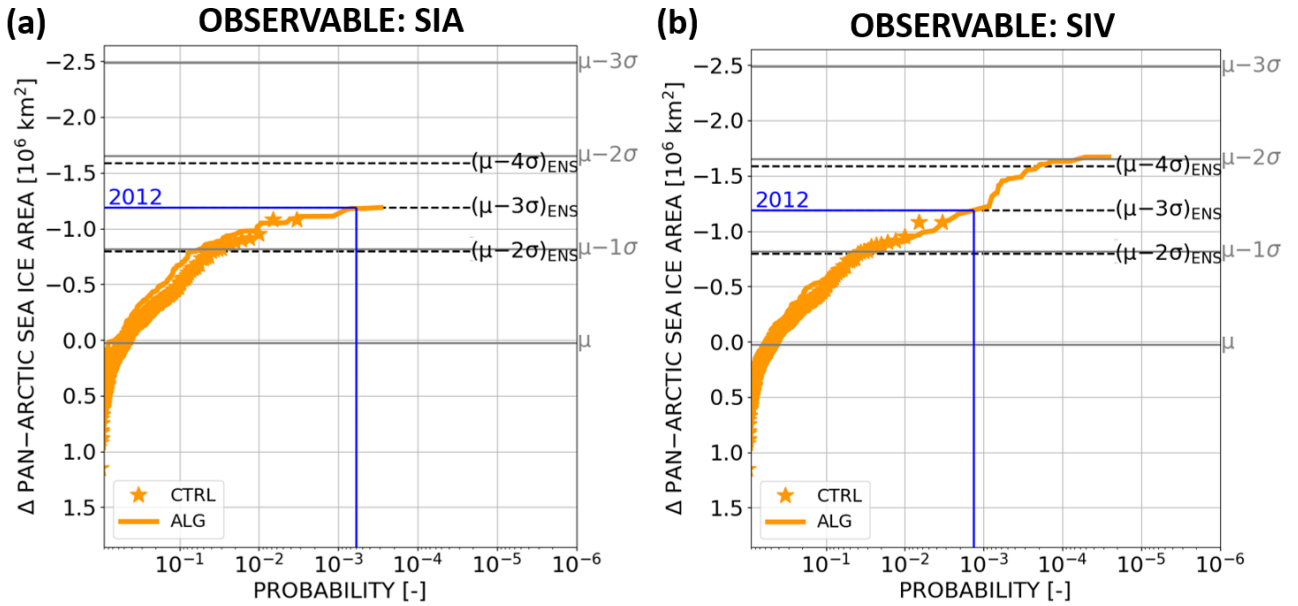 (a) OBSERVABLE: SIA
Δ PAN−ARCTIC SEA ICE AREA [10⁶ km²]
−2.5
−2.0
−1.5
−1.0
−0.5
0.0
0.5
1.0
1.5
μ−3σ
μ−2σ
(μ−4σ)ENS
2012
(μ−3σ)ENS
μ−1σ
(μ−2σ)ENS
μ
CTRL
ALG
10⁻¹ 10⁻² 10⁻³ 10⁻⁴ 10⁻⁵ 10⁻⁶
PROBABILITY [-]
(b) OBSERVABLE: SIV
Δ PAN−ARCTIC SEA ICE AREA [10⁶ km²]
−2.5
−2.0
−1.5
−1.0
−0.5
0.0
0.5
1.0
1.5
μ−3σ
μ−2σ
(μ−4σ)ENS
2012
(μ−3σ)ENS
μ−1σ
(μ−2σ)ENS
μ
CTRL
ALG
10⁻¹ 10⁻² 10⁻³ 10⁻⁴ 10⁻⁵ 10⁻⁶
PROBABILITY [-]